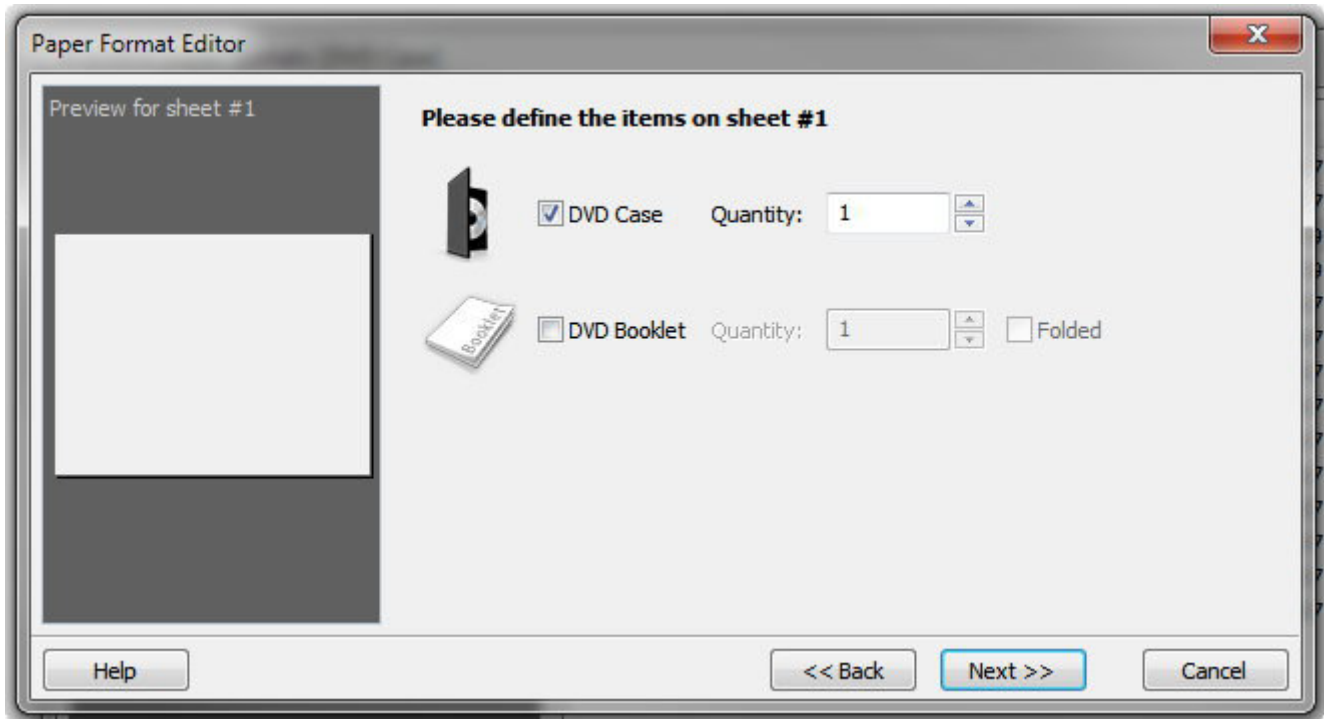 Paper Format Editor
Preview for sheet #1
Please define the items on sheet #1
DVD Case Quantity: 1
Booklet
DVD Booklet Quantity: 1 Folded
Help << Back Next >> Cancel